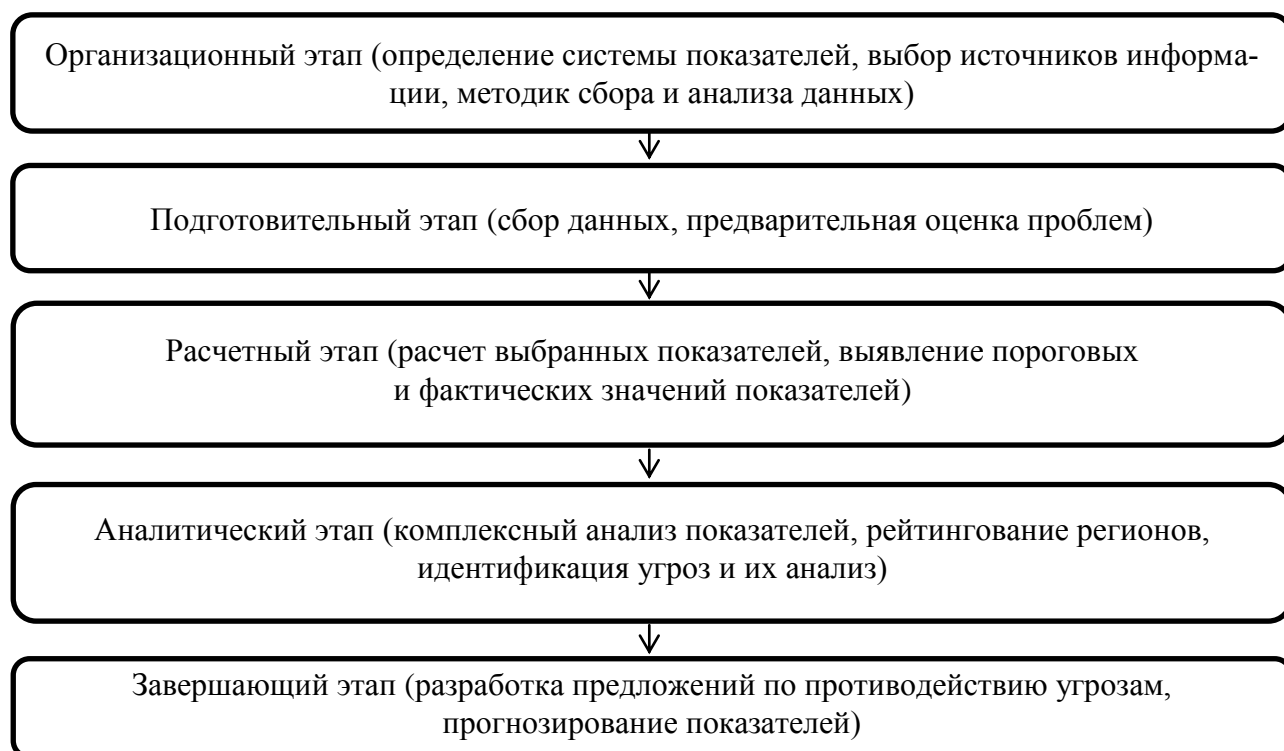 Организационный этап (определение системы показателей, выбор источников информа-
ции, методик сбора и анализа данных)
Подготовительный этап (сбор данных, предварительная оценка проблем)
Расчетный этап (расчет выбранных показателей, выявление пороговых
и фактических значений показателей)
Аналитический этап (комплексный анализ показателей, рейтингование регионов,
идентификация угроз и их анализ)
Завершающий этап (разработка предложений по противодействию угрозам,
прогнозирование показателей)